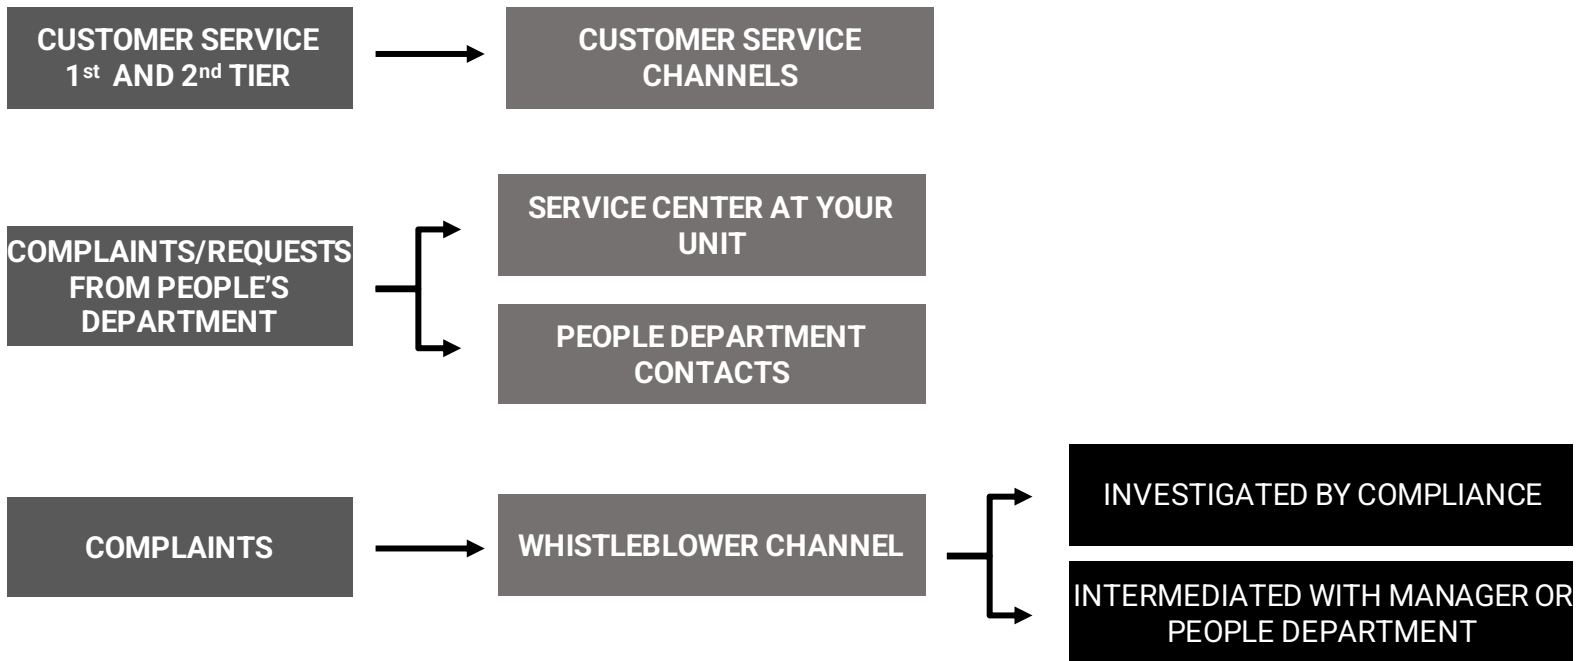 CUSTOMER SERVICE
1st AND 2nd TIER
CUSTOMER SERVICE
CHANNELS
COMPLAINTS/REQUESTS
FROM PEOPLE’S
DEPARTMENT
SERVICE CENTER AT YOUR
UNIT
PEOPLE DEPARTMENT
CONTACTS
COMPLAINTS
WHISTLEBLOWER CHANNEL
INVESTIGATED BY COMPLIANCE
INTERMEDIATED WITH MANAGER OR
PEOPLE DEPARTMENT